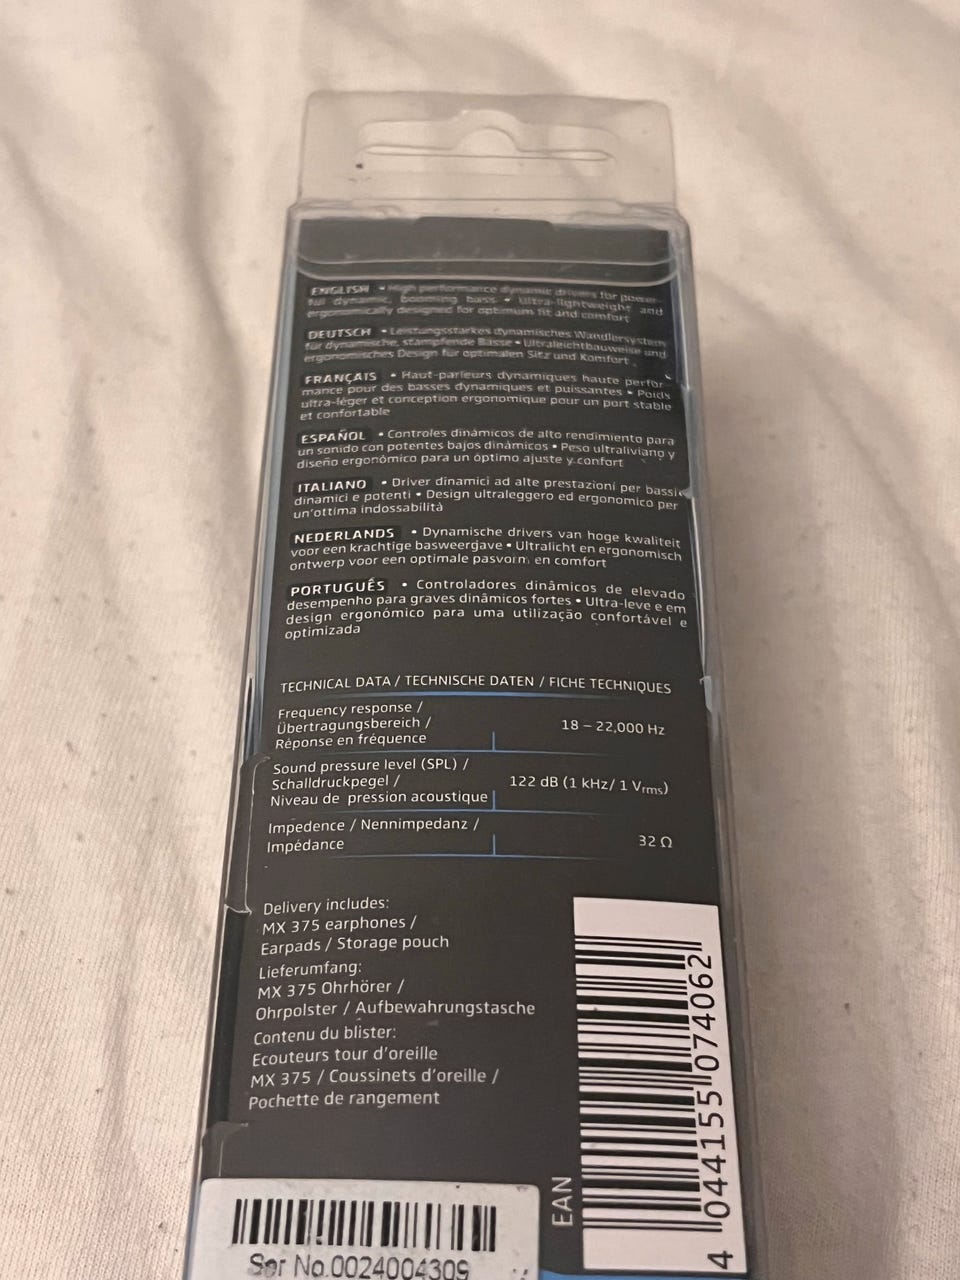 ENGLISH • High performance dynamic drivers for power-
ful dynamic, booming bass • Ultra-lightweight and
ergonomically designed for optimum fit and comfort
DEUTSCH • Leistungsstarkes dynamisches Wandlersystem
für dynamische, stampfende Bässe • Ultraleichtbauweise und
ergonomisches Design für optimalen Sitz und Komfort
FRANÇAIS • Haut-parleurs dynamiques haute perfor-
mance pour des basses dynamiques et puissantes • Poids
ultra-léger et conception ergonomique pour un port stable
et confortable
ESPAÑOL • Controles dinámicos de alto rendimiento para
un sonido con potentes bajos dinámicos • Peso ultraliviano y
diseño ergonómico para un óptimo ajuste y confort
ITALIANO • Driver dinamici ad alte prestazioni per bassi
dinamici e potenti • Design ultraleggero ed ergonomico per
un'ottima indossabilità
NEDERLANDS • Dynamische drivers van hoge kwaliteit
voor een krachtige basweergave • Ultralicht en ergonomisch
ontwerp voor een optimale pasvorm en comfort
PORTUGUÊS • Controladores dinâmicos de elevado
desempenho para graves dinâmicos fortes • Ultra-leve e em
design ergonómico para uma utilização confortável e
optimizada
TECHNICAL DATA / TECHNISCHE DATEN / FICHE TECHNIQUES
Frequency response /
Übertragungsbereich /
Réponse en fréquence
18 – 22,000 Hz
Sound pressure level (SPL) /
Schalldruckpegel /
Niveau de pression acoustique
122 dB (1 kHz/ 1 Vrms)
Impedence / Nennimpedanz /
Impédance
32 Ω
Delivery includes:
MX 375 earphones /
Earpads / Storage pouch
Lieferumfang:
MX 375 Ohrhörer /
Ohrpolster / Aufbewahrungstasche
Contenu du blister:
Ecouteurs tour d'oreille
MX 375 / Coussinets d'oreille /
Pochette de rangement
EAN
4 044155 074062
Ser No.0024004309